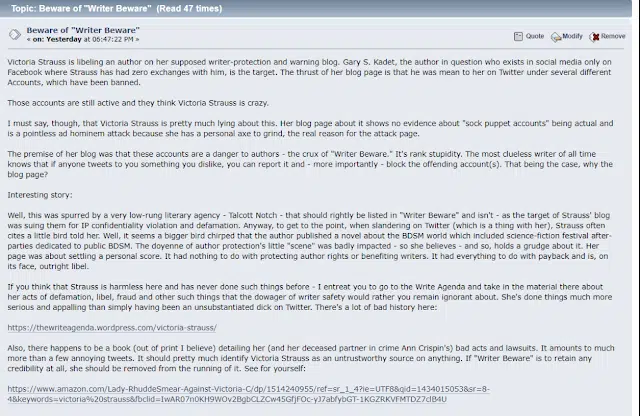 Topic: Beware of "Writer Beware"  (Read 47 times)
Beware of "Writer Beware"
« on: Yesterday at 06:47:22 PM »
Quote Modify Remove
Victoria Strauss is libeling an author on her supposed writer-protection and warning blog. Gary S. Kadet, the author in question who exists in social media only on
Facebook where Strauss has had zero exchanges with him, is the target. The thrust of her blog page is that he was mean to her on Twitter under several different
Accounts, which have been banned.
Those accounts are still active and they think Victoria Strauss is crazy.
I must say, though, that Victoria Strauss is pretty much lying about this. Her blog page about it shows no evidence about "sock puppet accounts" being actual and
is a pointless ad hominem attack because she has a personal axe to grind, the real reason for the attack page.
The premise of her blog was that these accounts are a danger to authors - the crux of "Writer Beware." It's rank stupidity. The most clueless writer of all time
knows that if anyone tweets to you something you dislike, you can report it and - more importantly - block the offending account(s). That being the case, why the
blog page?
Interesting story:
Well, this was spurred by a very low-rung literary agency - Talcott Notch - that should rightly be listed in "Writer Beware" and isn't - as the target of Strauss' blog
was suing them for IP confidentiality violation and defamation. Anyway, to get to the point, when slandering on Twitter (which is a thing with her), Strauss often
cites a little bird told her. Well, it seems a bigger bird chirped that the author published a novel about the BDSM world which included science-fiction festival after-
parties dedicated to public BDSM. The doyenne of author protection's little "scene" was badly impacted - so she believes - and so, holds a grudge about it. Her
page was about settling a personal score. It had nothing to do with protecting author rights or benefiting writers. It had everything to do with payback and is, on
its face, outright libel.
If you think that Strauss is harmless here and has never done such things before - I entreat you to go to the Write Agenda and take in the material there about
her acts of defamation, libel, fraud and other such things that the dowager of writer safety would rather you remain ignorant about. She's done things much more
serious and appalling than simply having been an unsubstantiated dick on Twitter. There's a lot of bad history here:
https://thewriteagenda.wordpress.com/victoria-strauss/
Also, there happens to be a book (out of print I believe) detailing her (and her deceased partner in crime Ann Crispin's) bad acts and lawsuits. It amounts to much
more than a few annoying tweets. It should pretty much identify Victoria Strauss as an untrustworthy source on anything. If "Writer Beware" is to retain any
credibility at all, she should be removed from the running of it. See for yourself:
https://www.amazon.com/Lady-RhuddeSmear-Against-Victoria-C/dp/1514240955/ref=sr_1_4?ie=UTF8&qid=1434015053&sr=8-
4&keywords=victoria%20strauss&fbclid=IwAR07n0KH9WOv2BgbCLZCw45GfjFOc-yJ7abfybGT-1KGZRKVFMTDZ7clB4U